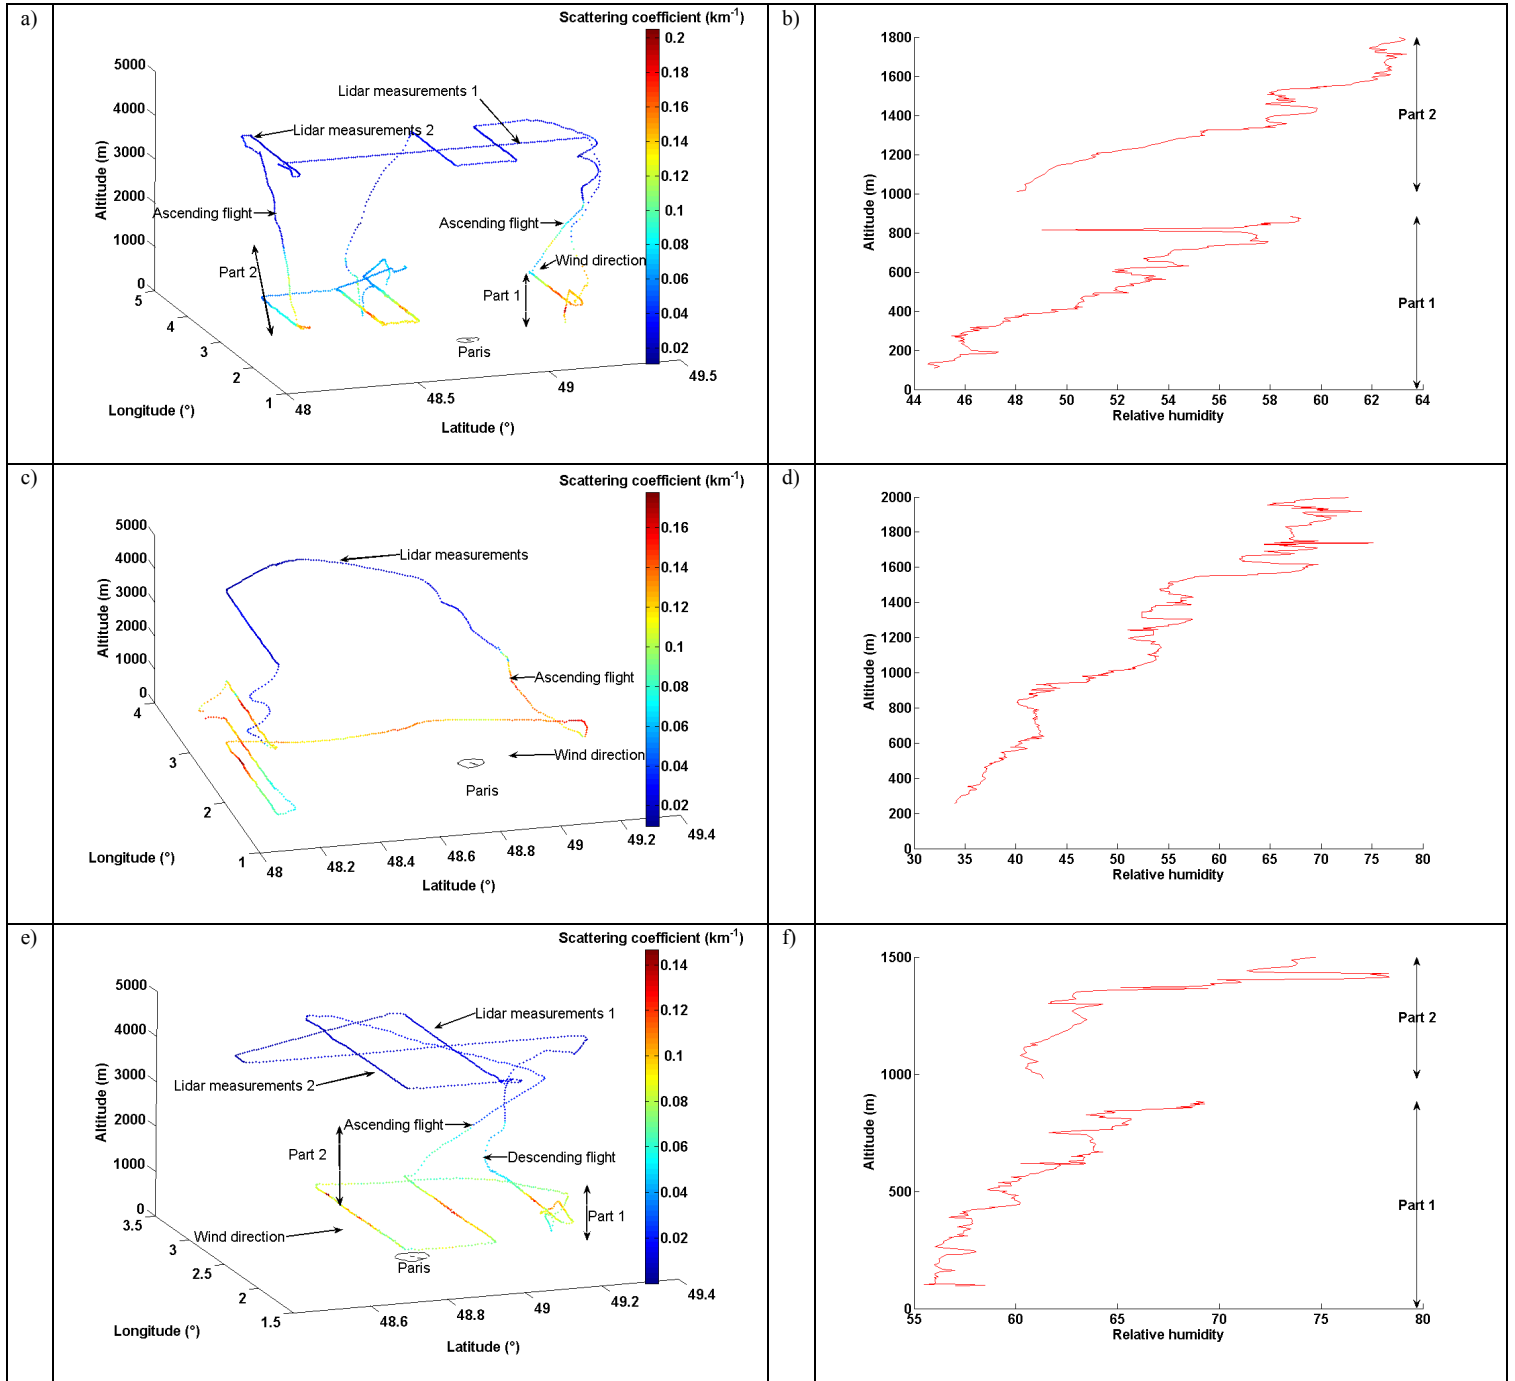 a)
Scattering coefficient (km-1)
0.2
0.18
0.16
0.14
0.12
0.1
0.08
0.06
0.04
0.02
5000
4000
3000
2000
1000
0
Altitude (m)
Lidar measurements 1
Lidar measurements 2
Ascending flight
Ascending flight
Part 2
Wind direction
Part 1
Paris
5
4
3
2
1
Longitude (°)
48
48.5
49
49.5
Latitude (°)
b)
1800
1600
1400
1200
1000
800
600
400
200
0
Altitude (m)
Part 2
Part 1
44
46
48
50
52
54
56
58
60
62
64
Relative humidity
c)
Scattering coefficient (km-1)
0.16
0.14
0.12
0.1
0.08
0.06
0.04
0.02
5000
4000
3000
2000
1000
0
Altitude (m)
Lidar measurements
Ascending flight
Wind direction
Paris
4
3
2
1
Longitude (°)
48
48.2
48.4
48.6
48.8
49
49.2
49.4
Latitude (°)
d)
2000
1800
1600
1400
1200
1000
800
600
400
200
0
Altitude (m)
30
35
40
45
50
55
60
65
70
75
80
Relative humidity
e)
Scattering coefficient (km-1)
0.14
0.12
0.1
0.08
0.06
0.04
0.02
5000
4000
3000
2000
1000
0
Altitude (m)
Lidar measurements 1
Lidar measurements 2
Ascending flight
Part 2
Descending flight
Part 1
Wind direction
Paris
3.5
3
2.5
2
1.5
Longitude (°)
48.6
48.8
49
49.2
49.4
Latitude (°)
f)
1500
1000
500
0
Altitude (m)
Part 2
Part 1
55
60
65
70
75
80
Relative humidity